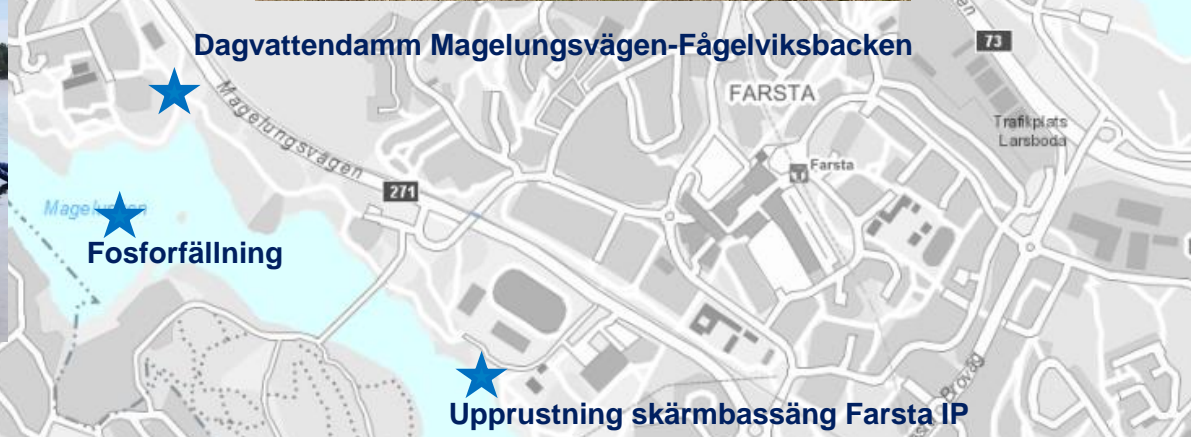 Dagvattendamm Magelungsvägen-Fågelviksbacken
73
FARSTA
Magelungsvägen
Trafikplats
Larsboda
Farsta
271
Fosforfällning
Upprustning skärmbassäng Farsta IP